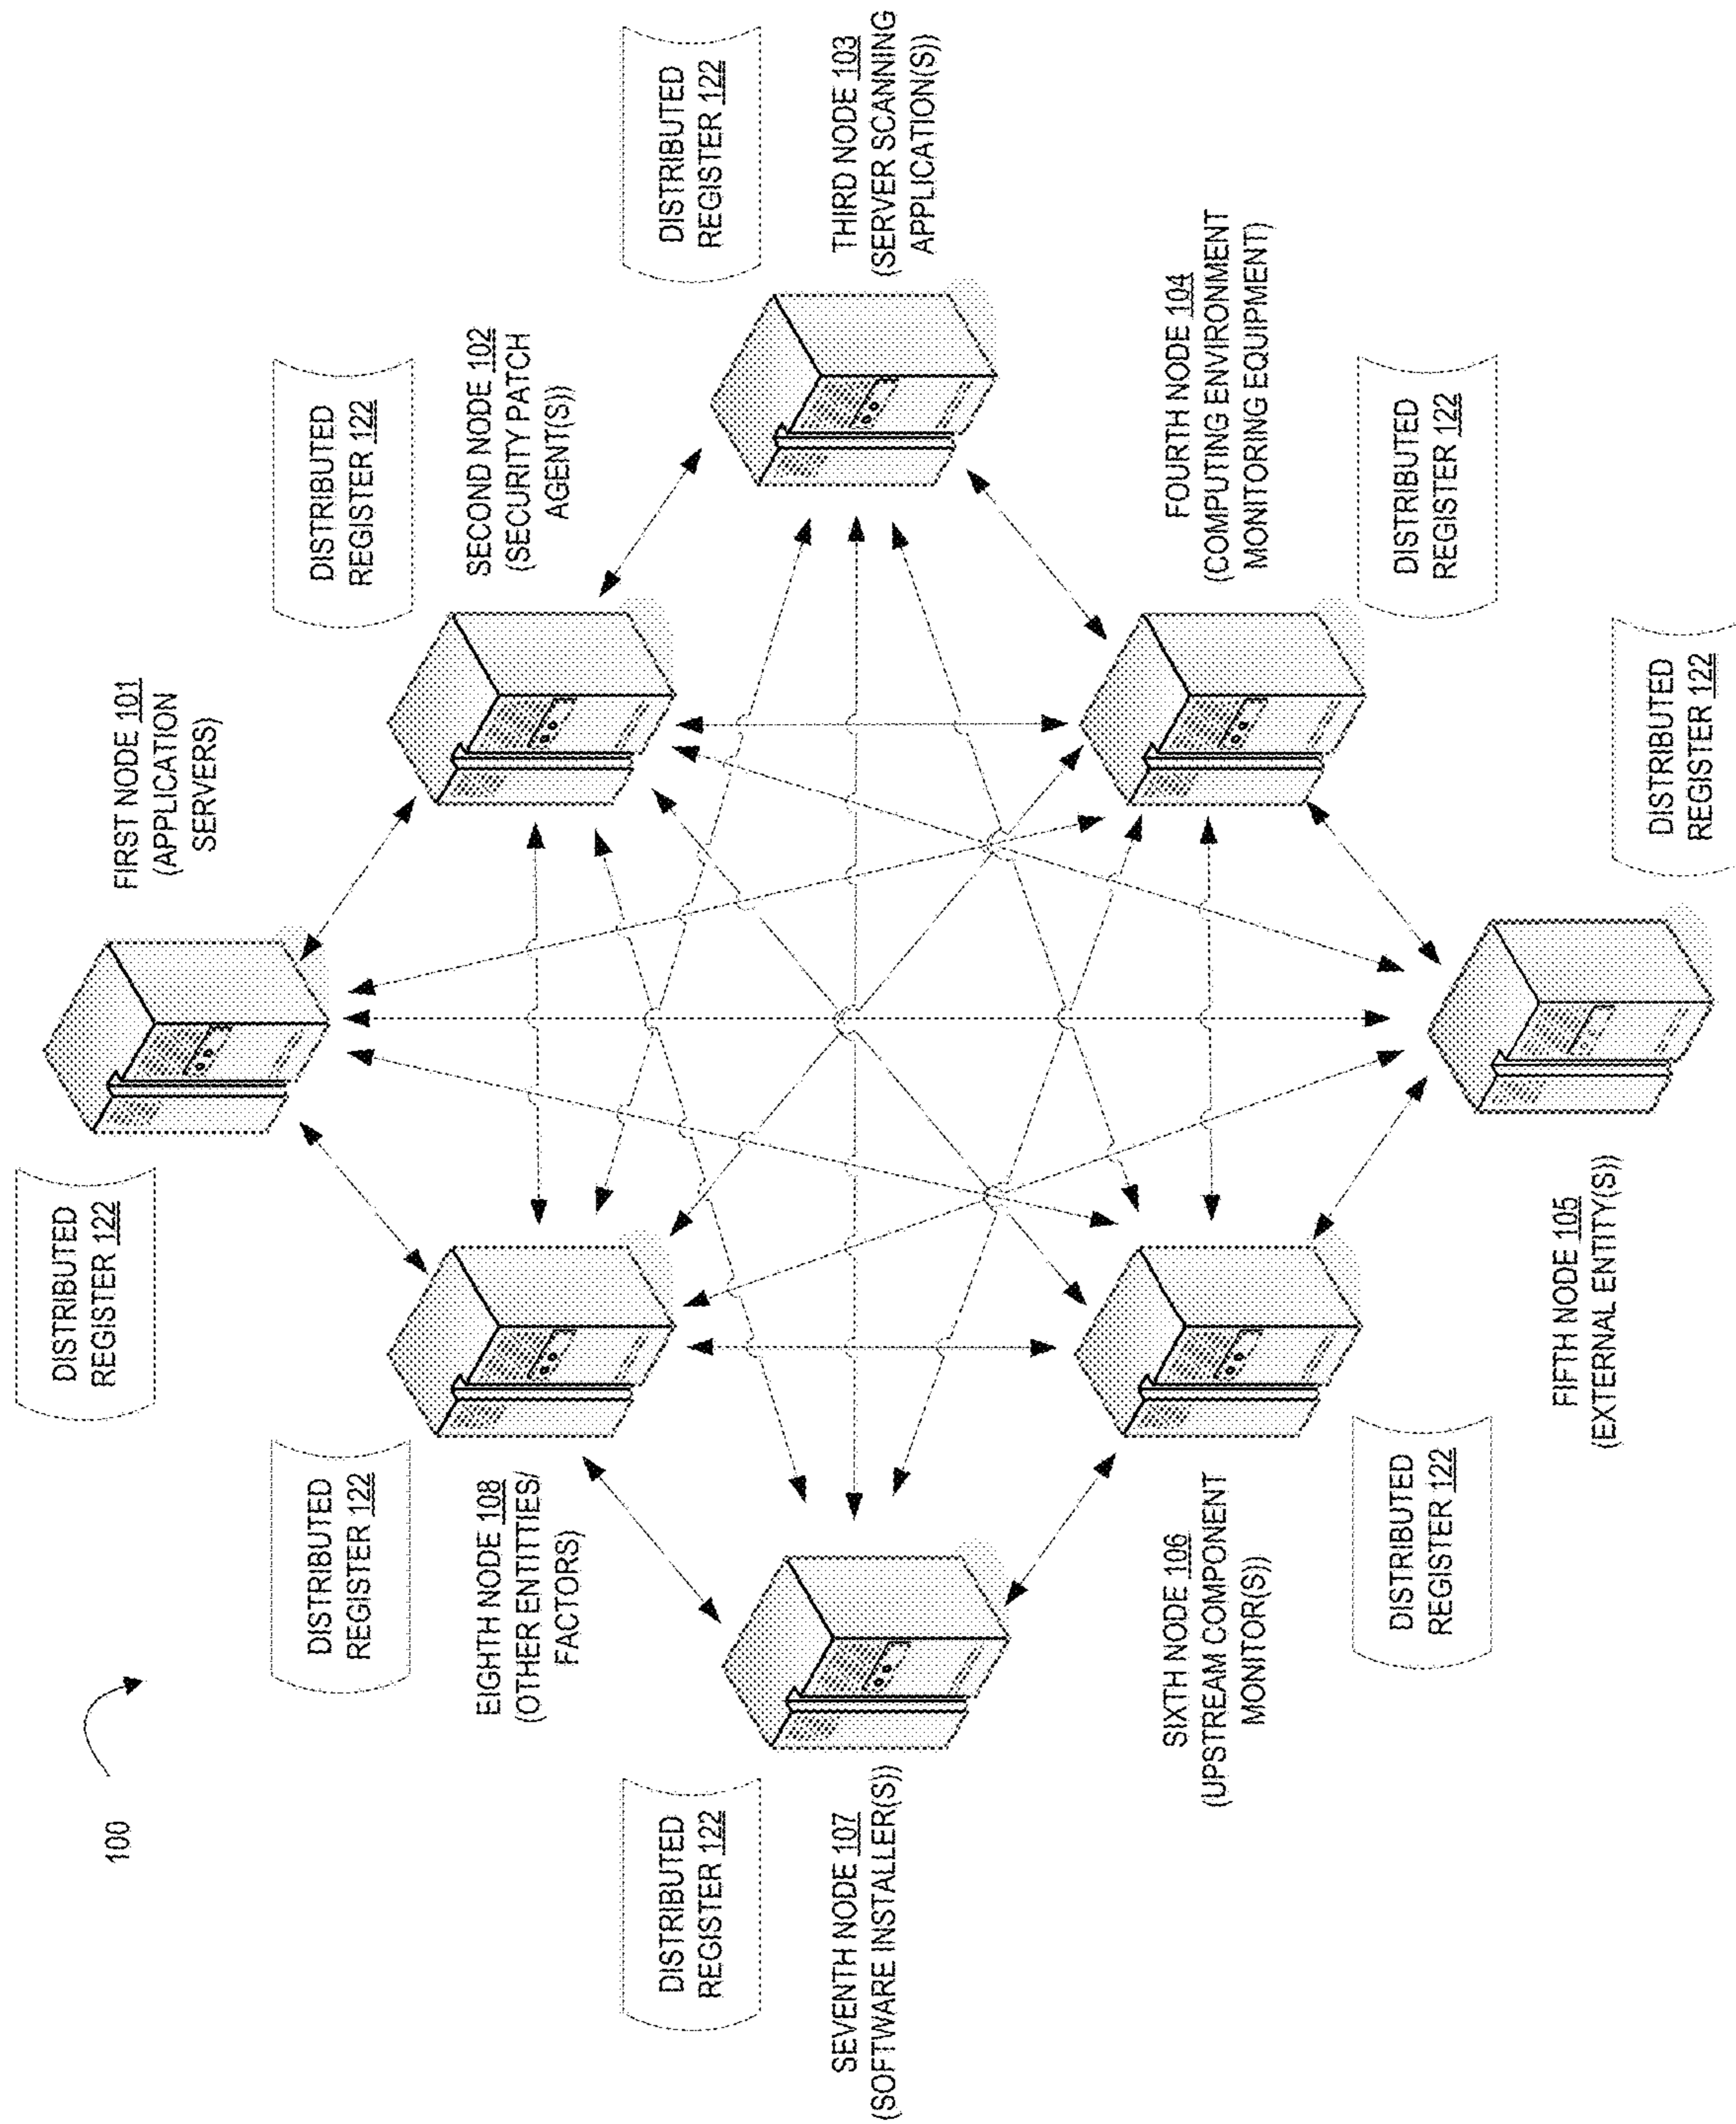 100
DISTRIBUTED
REGISTER 122
FIRST NODE 101
(APPLICATION
SERVERS)
DISTRIBUTED
REGISTER 122
SECOND NODE 102
(SECURITY PATCH
AGENT(S))
DISTRIBUTED
REGISTER 122
THIRD NODE 103
(SERVER SCANNING
APPLICATION(S))
FOURTH NODE 104
(COMPUTING ENVIRONMENT
MONITORING EQUIPMENT)
DISTRIBUTED
REGISTER 122
DISTRIBUTED
REGISTER 122
FIFTH NODE 105
(EXTERNAL ENTITY(S))
SIXTH NODE 106
(UPSTREAM COMPONENT
MONITOR(S))
DISTRIBUTED
REGISTER 122
DISTRIBUTED
REGISTER 122
SEVENTH NODE 107
(SOFTWARE INSTALLER(S))
DISTRIBUTED
REGISTER 122
EIGHTH NODE 108
(OTHER ENTITIES/
FACTORS)